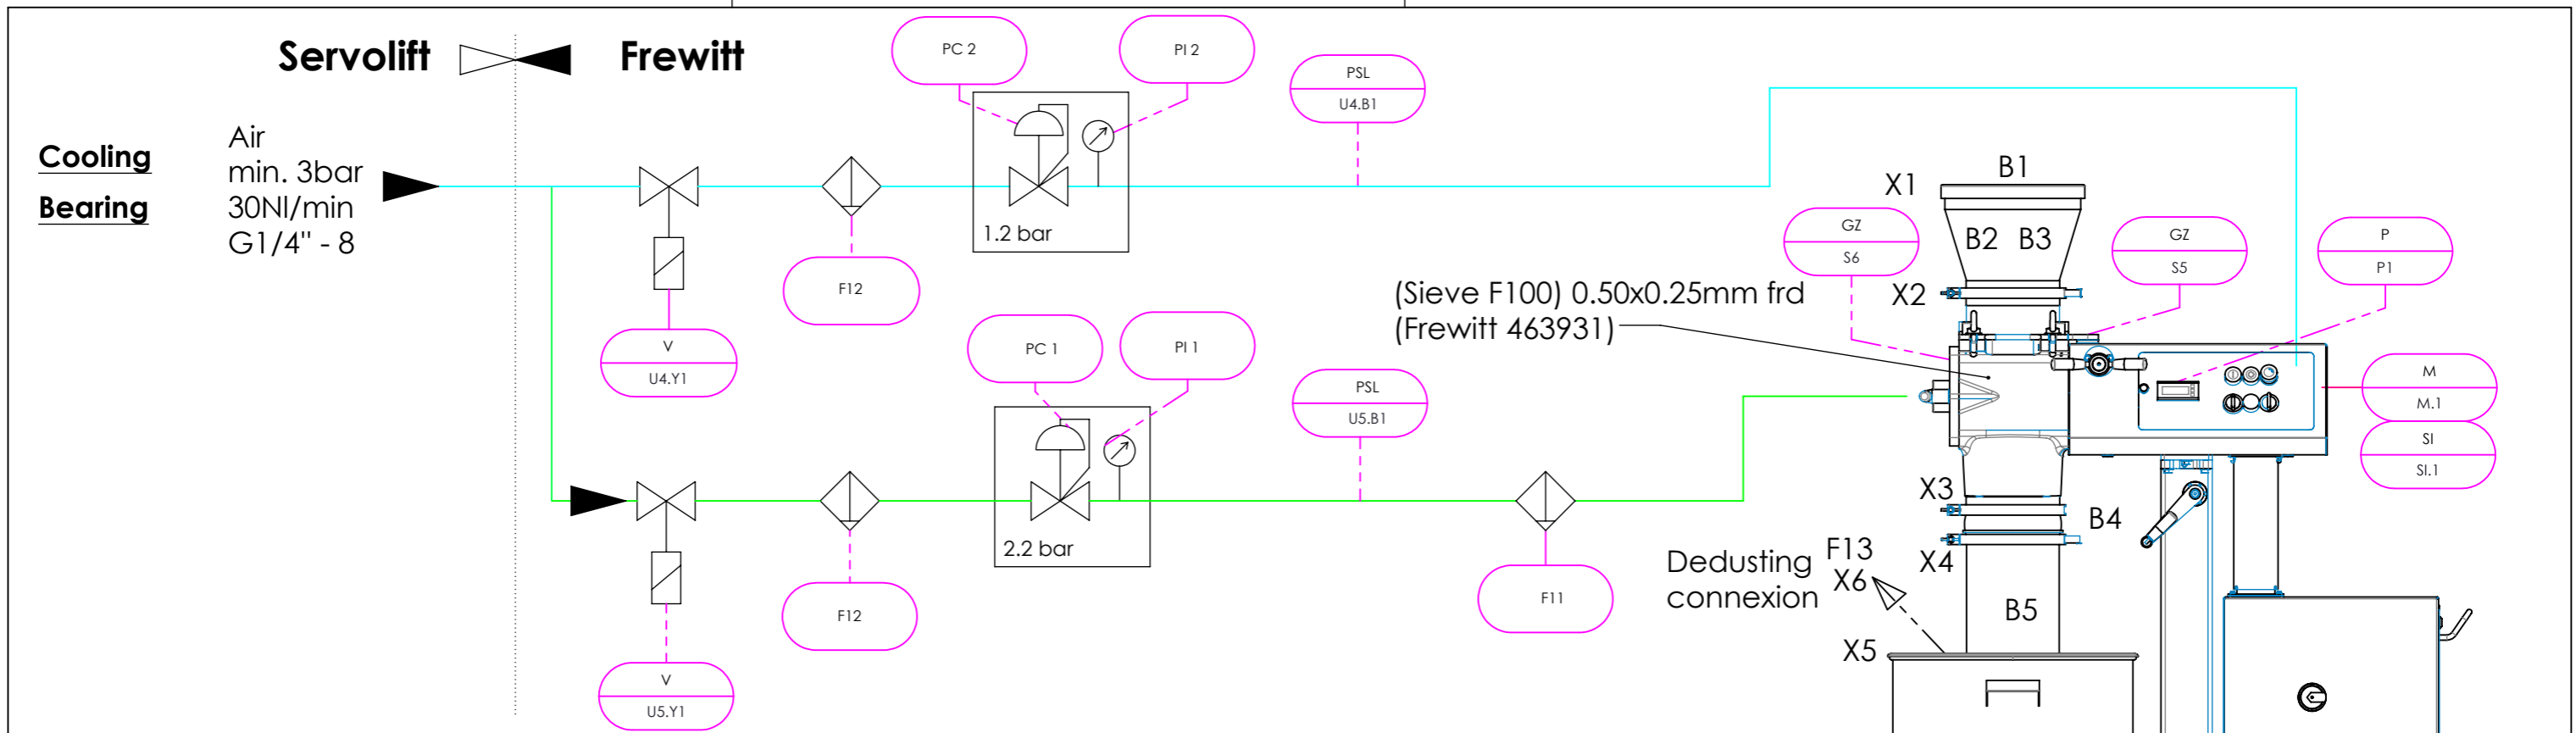 Servolift
Frewitt
Cooling
Bearing
Air
min. 3bar
30Nl/min
G1/4" - 8
PC 2
PI 2
1.2 bar
PSL
U4.B1
V
U4.Y1
F12
PC 1
PI 1
2.2 bar
PSL
U5.B1
V
U5.Y1
F12
F11
(Sieve F100) 0.50x0.25mm frd
(Frewitt 463931)
GZ
S6
GZ
S5
P
P1
M
M.1
SI
SI.1
X1
B1
B2
B3
X2
X3
B4
X4
Dedusting
connexion
F13
X6
B5
X5